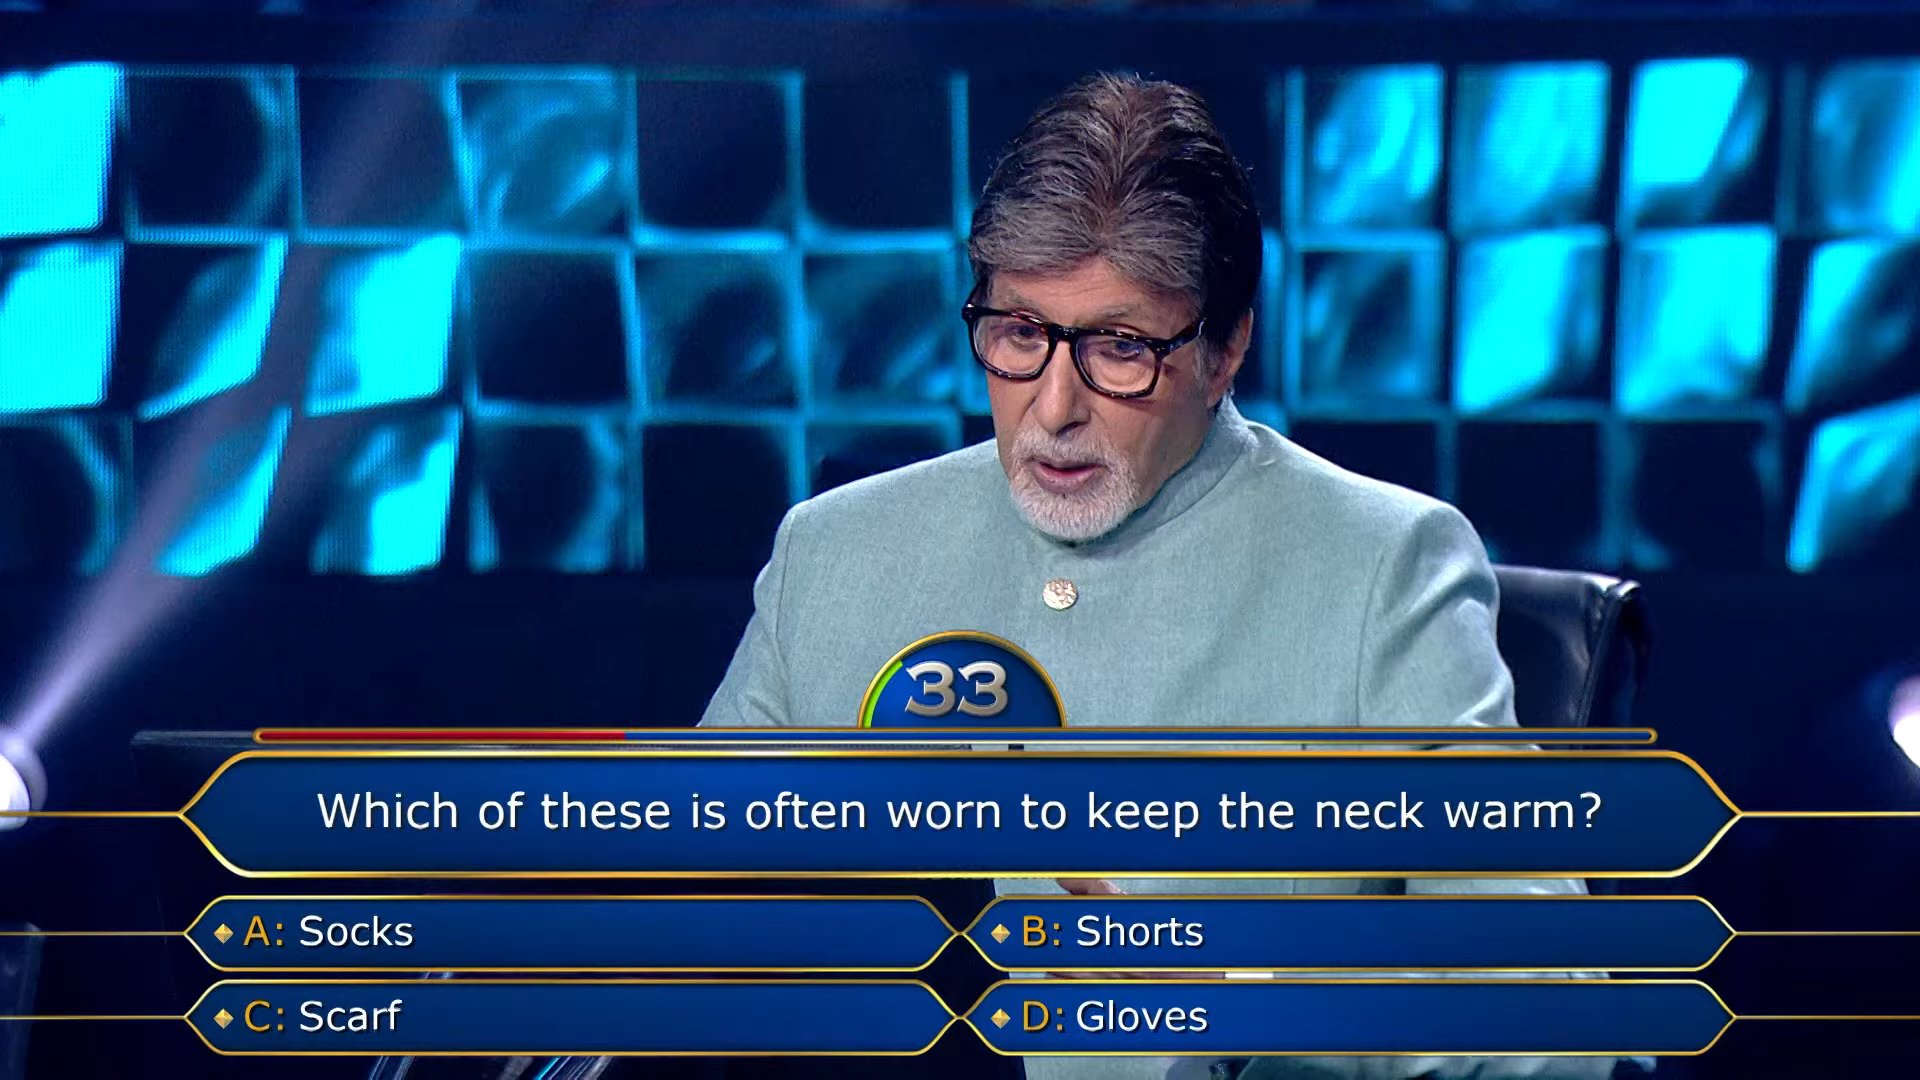 33
Which of these is often worn to keep the neck warm?
A: Socks
B: Shorts
C: Scarf
D: Gloves